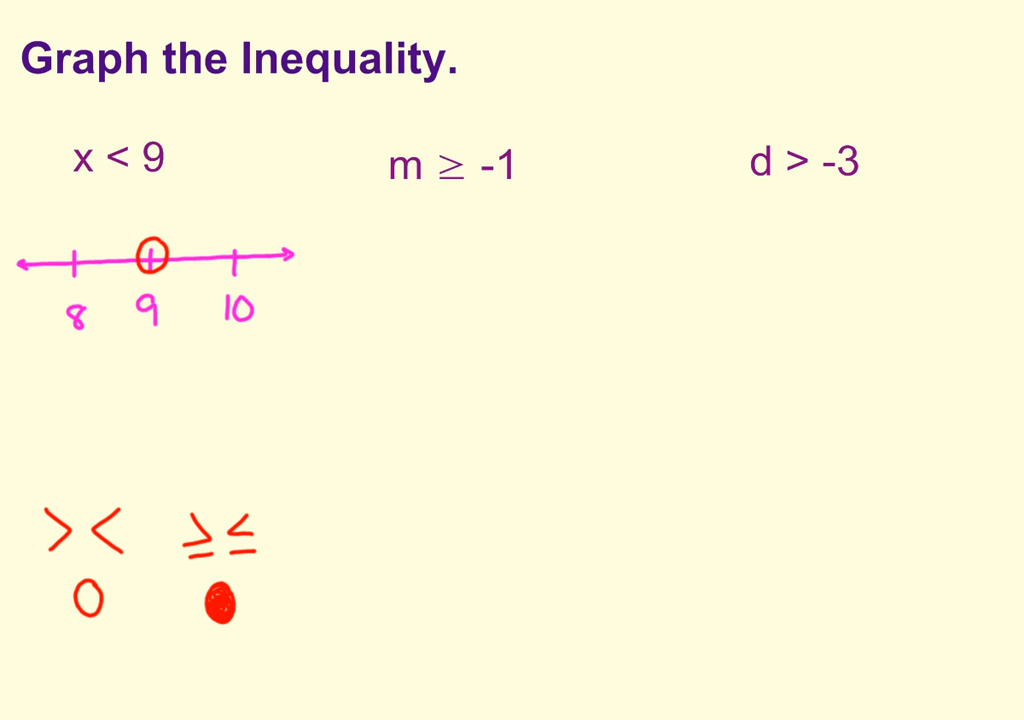 Graph the Inequality.
x < 9 m ≥ -1 d > -3
8 9 10
> < ≥ ≤